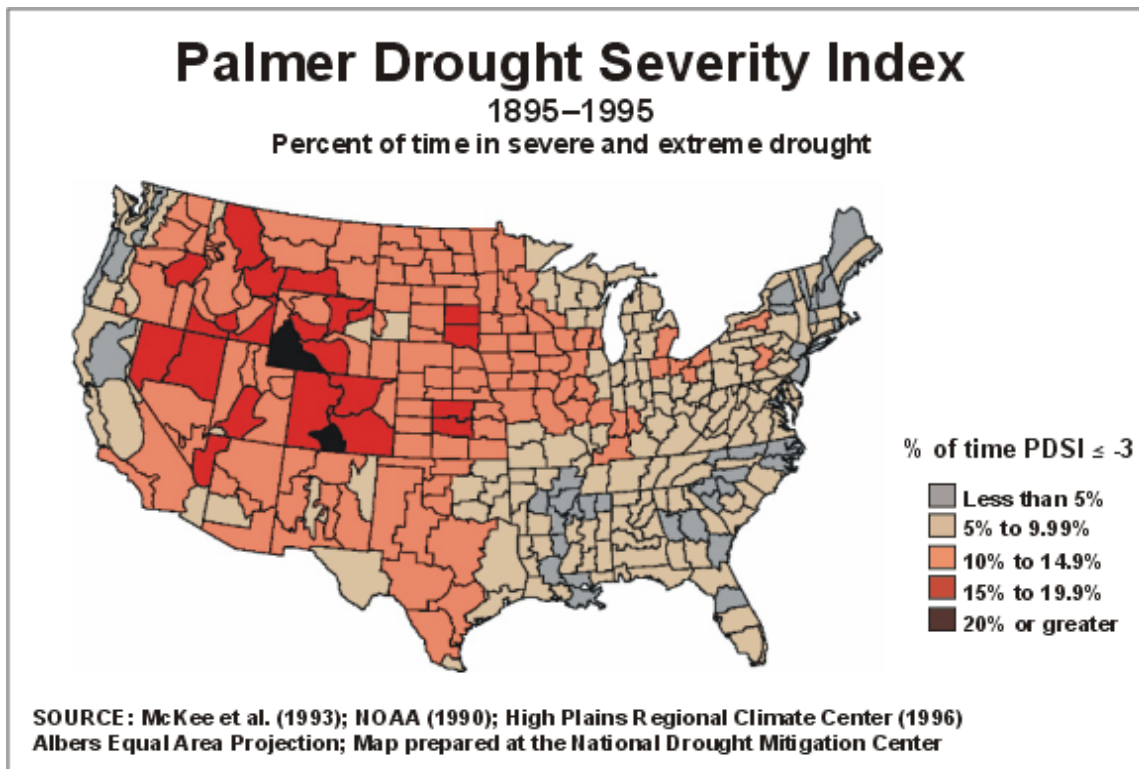 Palmer Drought Severity Index
1895–1995
Percent of time in severe and extreme drought
% of time PDSI ≤ -3
Less than 5%
5% to 9.99%
10% to 14.9%
15% to 19.9%
20% or greater
SOURCE: McKee et al. (1993); NOAA (1990); High Plains Regional Climate Center (1996)
Albers Equal Area Projection; Map prepared at the National Drought Mitigation Center